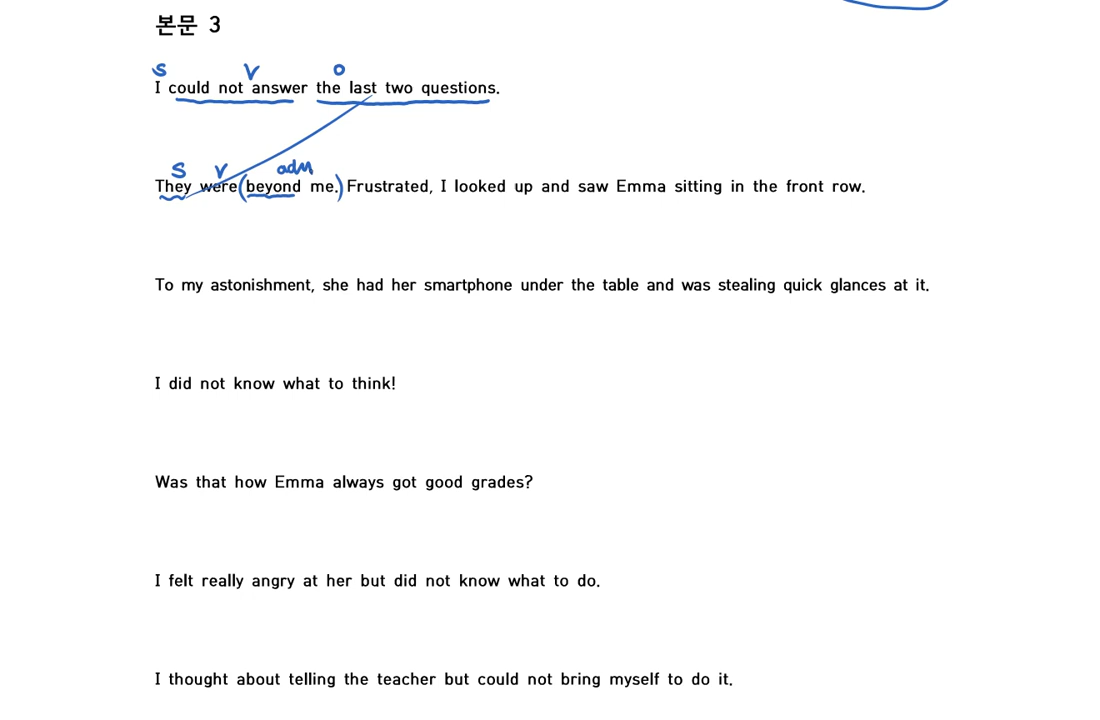 본문 3
S V O
I could not answer the last two questions.
S V adm
They were (beyond me.) Frustrated, I looked up and saw Emma sitting in the front row.
To my astonishment, she had her smartphone under the table and was stealing quick glances at it.
I did not know what to think!
Was that how Emma always got good grades?
I felt really angry at her but did not know what to do.
I thought about telling the teacher but could not bring myself to do it.